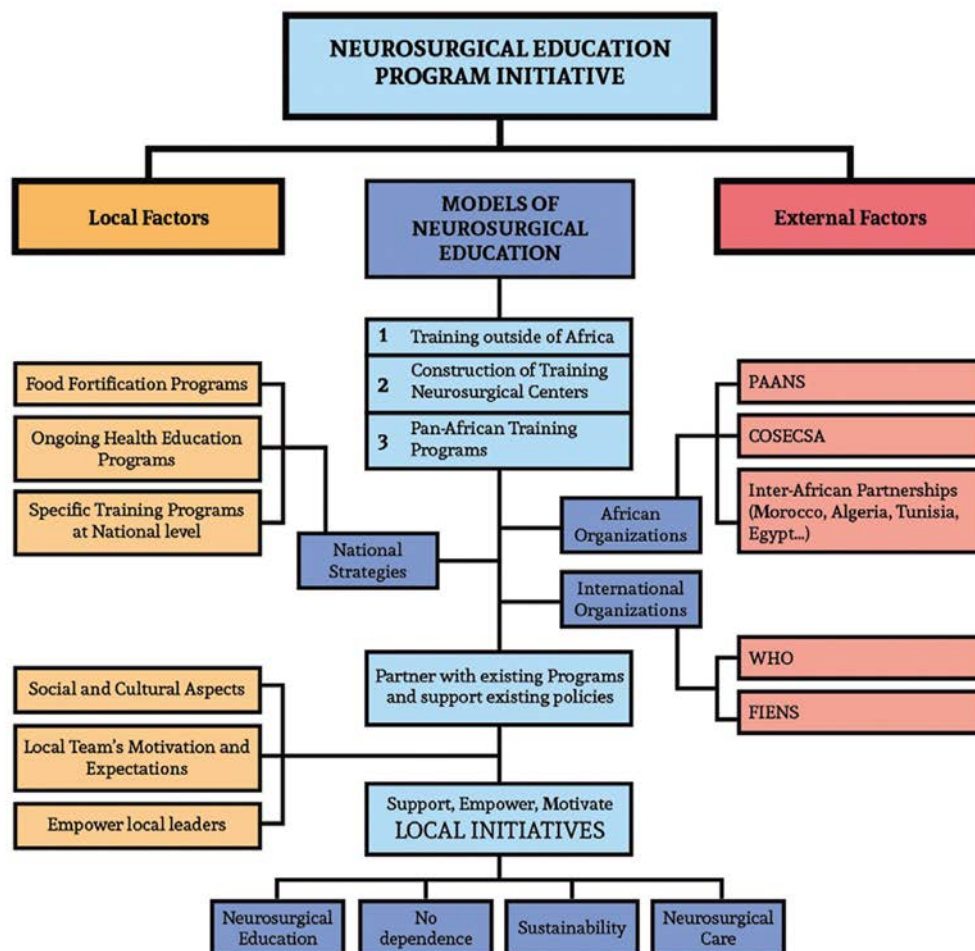 NEUROSURGICAL EDUCATION
PROGRAM INITIATIVE
Local Factors
MODELS OF
NEUROSURGICAL
EDUCATION
External Factors
1 Training outside of Africa
2 Construction of Training
Neurosurgical Centers
3 Pan-African Training
Programs
Food Fortification Programs
Ongoing Health Education
Programs
Specific Training Programs
at National level
National
Strategies
African
Organizations
International
Organizations
PAANS
COSECSA
Inter-African Partnerships
(Morocco, Algeria, Tunisia,
Egypt...)
WHO
FIENS
Partner with existing Programs
and support existing policies
Social and Cultural Aspects
Local Team's Motivation and
Expectations
Empower local leaders
Support, Empower, Motivate
LOCAL INITIATIVES
Neurosurgical
Education
No
dependence
Sustainability
Neurosurgical
Care